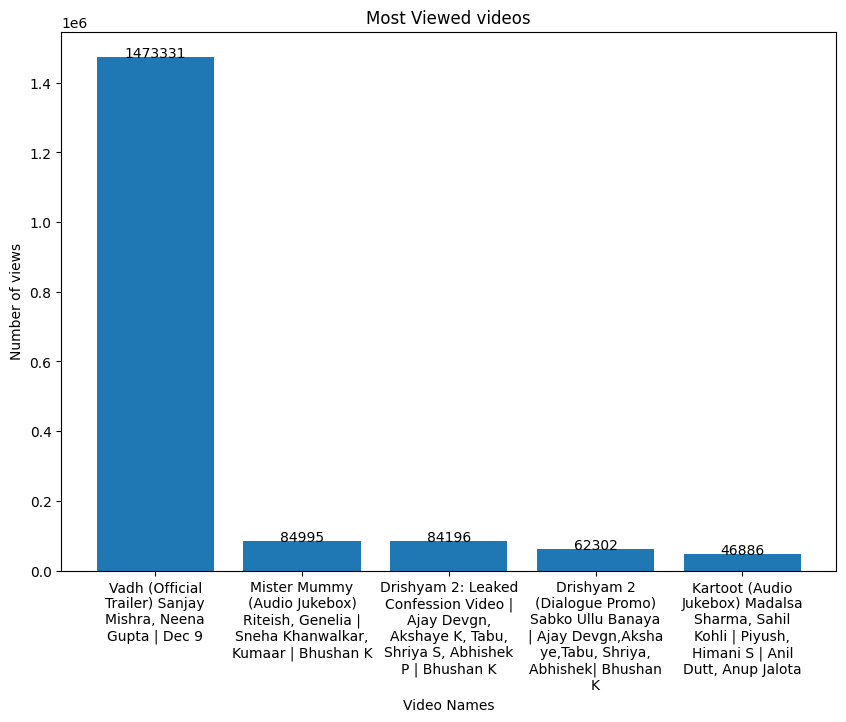 Most Viewed videos
1e6
Number of views
1.4
1.2
1.0
0.8
0.6
0.4
0.2
0.0
1473331
84995
84196
62302
46886
Vadh (Official
Trailer) Sanjay
Mishra, Neena
Gupta | Dec 9
Mister Mummy
(Audio Jukebox)
Riteish, Genelia |
Sneha Khanwalkar,
Kumaar | Bhushan K
Drishyam 2: Leaked
Confession Video |
Ajay Devgn,
Akshaye K, Tabu,
Shriya S, Abhishek
P | Bhushan K
Drishyam 2
(Dialogue Promo)
Sabko Ullu Banaya
| Ajay Devgn,Aksha
ye,Tabu, Shriya,
Abhishek| Bhushan
K
Kartoot (Audio
Jukebox) Madalsa
Sharma, Sahil
Kohli | Piyush,
Himani S | Anil
Dutt, Anup Jalota
Video Names